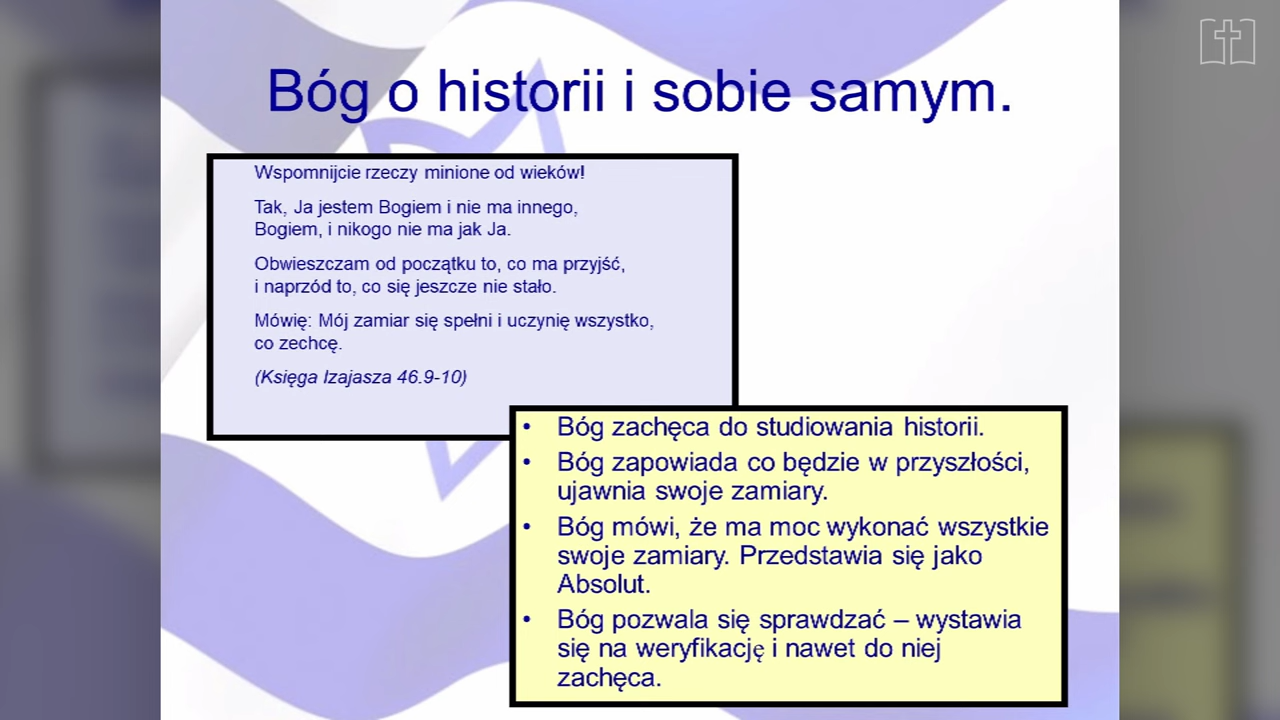 Bóg o historii i sobie samym.
Wspomnijcie rzeczy minione od wieków!
Tak, Ja jestem Bogiem i nie ma innego,
Bogiem, i nikogo nie ma jak Ja.
Obwieszczam od początku to, co ma przyjść,
i naprzód to, co się jeszcze nie stało.
Mówię: Mój zamiar się spełni i uczynię wszystko,
co zechcę.
(Księga Izajasza 46.9-10)
• Bóg zachęca do studiowania historii.
• Bóg zapowiada co będzie w przyszłości,
ujawnia swoje zamiary.
• Bóg mówi, że ma moc wykonać wszystkie
swoje zamiary. Przedstawia się jako
Absolut.
• Bóg pozwala się sprawdzać – wystawia
się na weryfikację i nawet do niej
zachęca.